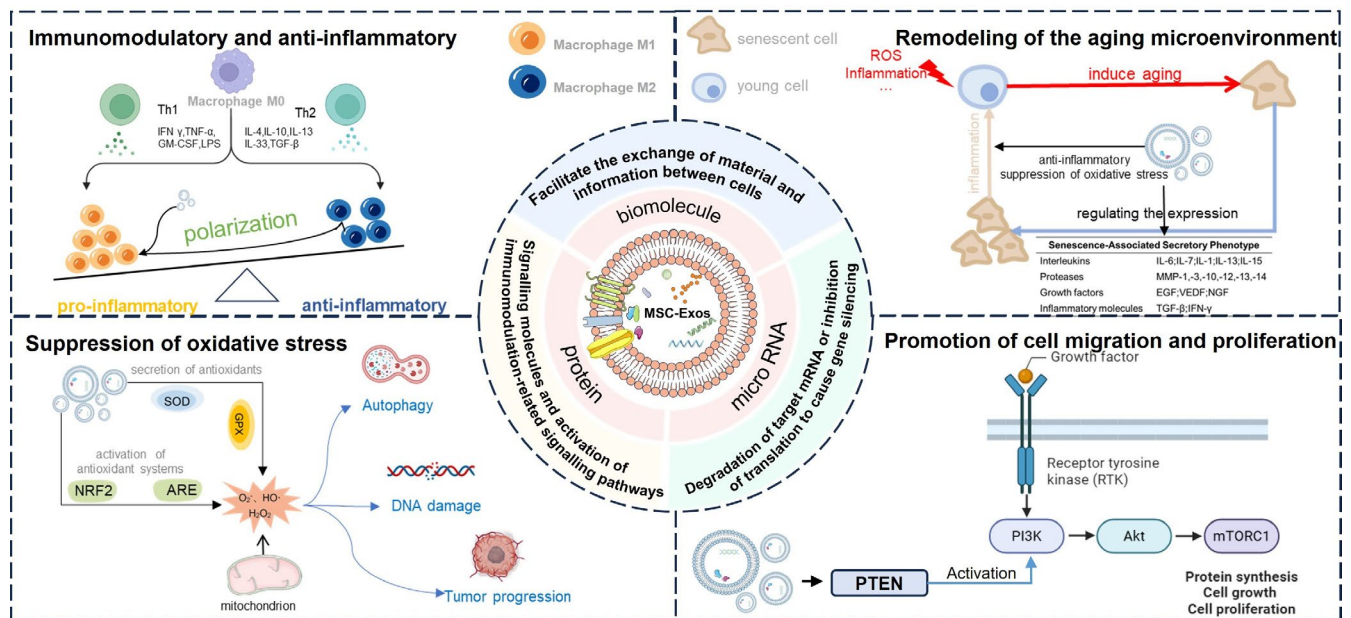 Immunomodulatory and anti-inflammatory
Macrophage M0
Th1
Th2
IFN γ,TNF-α,
GM-CSF,LPS
IL-4,IL-10,IL-13
IL-33,TGF-β
polarization
pro-inflammatory
anti-inflammatory
Macrophage M1
Macrophage M2
senescent cell
young cell
Remodeling of the aging microenvironment
ROS
Inflammation
...
induce aging
inflammation
anti-inflammatory
suppression of oxidative stress
regulating the expression
Senescence-Associated Secretory Phenotype
Interleukins IL-6;IL-7;IL-1;IL-13;IL-15
Proteases MMP-1,-3,-10,-12,-13,-14
Growth factors EGF;VEDF;NGF
Inflammatory molecules TGF-β;IFN-γ
Facilitate the exchange of material and
information between cells
biomolecule
MSC-Exos
protein
micro RNA
Signalling molecules and activation of
immunomodulation-related signalling pathways
Degradation of target mRNA or inhibition
of translation to cause gene silencing
Suppression of oxidative stress
secretion of antioxidants
SOD
GPX
activation of
antioxidant systems
NRF2
ARE
O₂⁻、HO·
H₂O₂
mitochondrion
Autophagy
DNA damage
Tumor progression
Promotion of cell migration and proliferation
Growth factor
Receptor tyrosine
kinase (RTK)
PI3K
Akt
mTORC1
PTEN
Activation
Protein synthesis
Cell growth
Cell proliferation